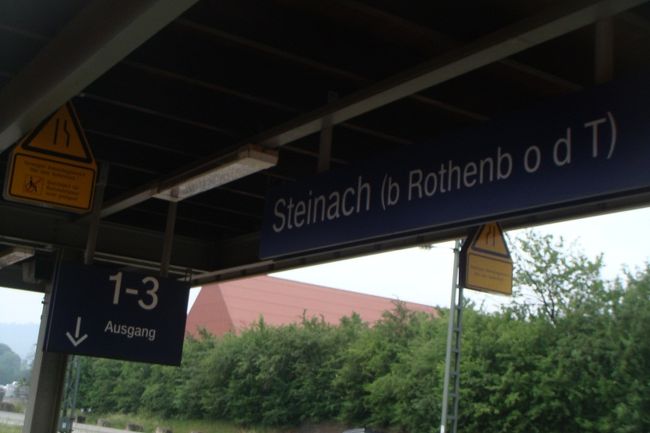 Steinach (b Rothenb o d T)
1-3
Ausgang